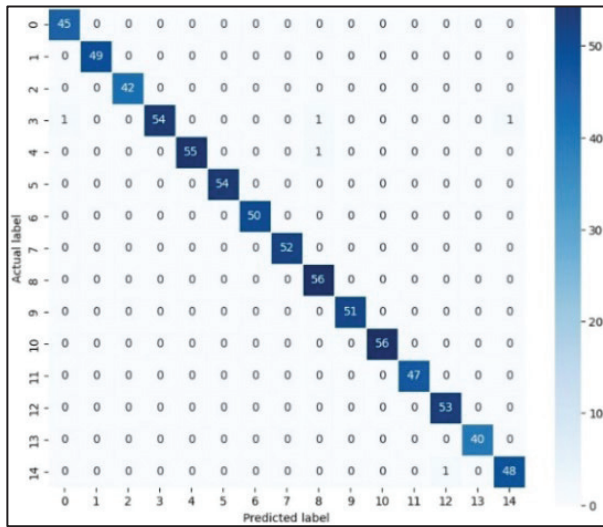 0 45 0 0 0 0 0 0 0 0 0 0 0 0 0 0
1 0 49 0 0 0 0 0 0 0 0 0 0 0 0 0
2 0 0 42 0 0 0 0 0 0 0 0 0 0 0 0
3 1 0 0 54 0 0 0 0 1 0 0 0 0 0 1
4 0 0 0 0 55 0 0 0 1 0 0 0 0 0 0
5 0 0 0 0 0 54 0 0 0 0 0 0 0 0 0
6 0 0 0 0 0 0 50 0 0 0 0 0 0 0 0
7 0 0 0 0 0 0 0 52 0 0 0 0 0 0 0
8 0 0 0 0 0 0 0 0 56 0 0 0 0 0 0
9 0 0 0 0 0 0 0 0 0 51 0 0 0 0 0
10 0 0 0 0 0 0 0 0 0 0 56 0 0 0 0
11 0 0 0 0 0 0 0 0 0 0 0 47 0 0 0
12 0 0 0 0 0 0 0 0 0 0 0 0 53 0 0
13 0 0 0 0 0 0 0 0 0 0 0 0 0 40 0
14 0 0 0 0 0 0 0 0 0 0 0 0 1 0 48
0 1 2 3 4 5 6 7 8 9 10 11 12 13 14
Predicted label
Actual label
50
40
30
20
10
0